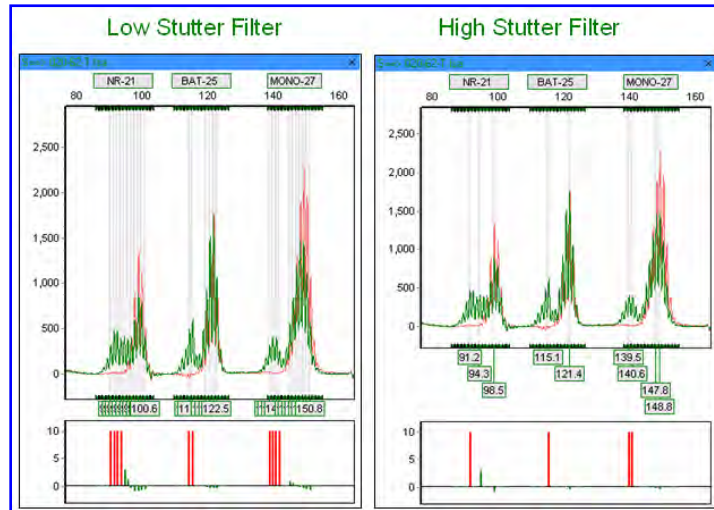 Low Stutter Filter
High Stutter Filter
NR-21 BAT-25 MONO-27
80 100 120 140 160
2,500
2,000
1,500
1,000
500
0
100.6 122.5 150.8
10
5
0
NR-21 BAT-25 MONO-27
80 100 120 140 160
2,500
2,000
1,500
1,000
500
0
91.2 115.1 139.5
94.3 121.4 140.6
98.5 147.8
148.8
10
5
0